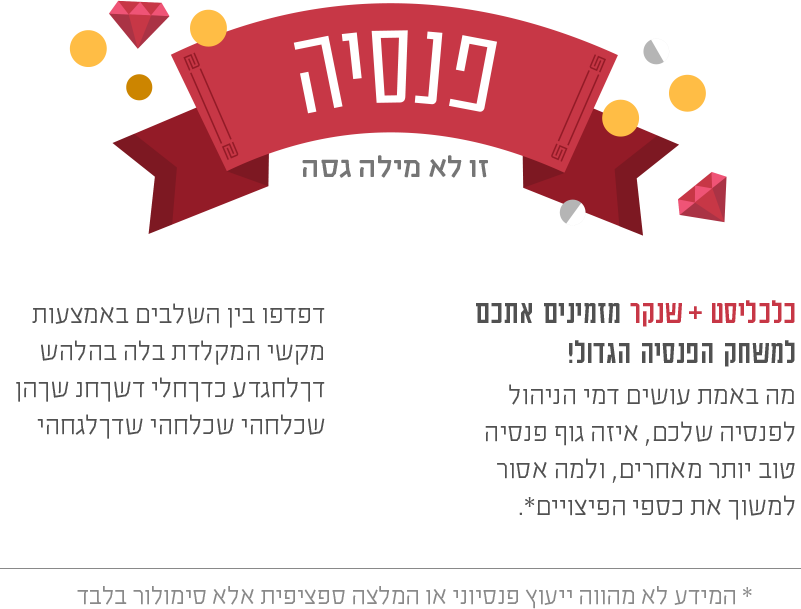 פנסיה
זו לא מילה גסה
כלכליסט + שנקר מזמינים אתכם
למשחק הפנסיה הגדול!
מה באמת עושים דמי הניהול
לפנסיה שלכם, איזה גוף פנסיה
טוב יותר מאחרים, ולמה אסור
למשוך את כספי הפיצויים*.
דפדפו בין השלבים באמצעות
מקשי המקלדת בלה בהלהש
דךלחגדע כדךחלי דשךחנ שךהן
שכלחהי שכלחהי שדךלגחהי
* המידע לא מהווה ייעוץ פנסיוני או המלצה ספציפית אלא סימולור בלבד